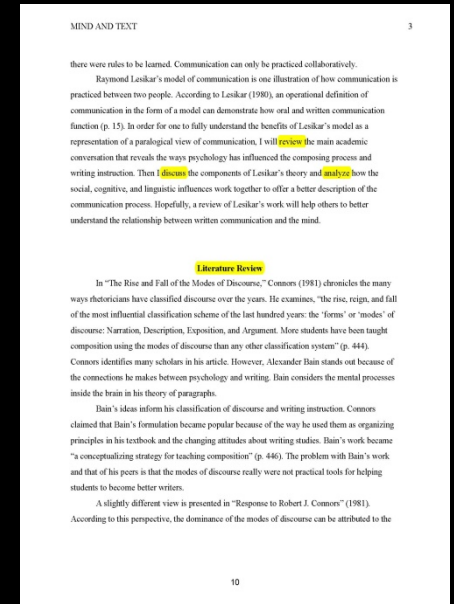 MIND AND TEXT 3
there were rules to be learned. Communication can only be practiced collaboratively.
Raymond Lesikar's model of communication is one illustration of how communication is
practiced between two people. According to Lesikar (1980), an operational definition of
communication in the form of a model can demonstrate how oral and written communication
function (p. 15). In order for one to fully understand the benefits of Lesikar's model as a
representation of a paralogical view of communication, I will review the main academic
conversation that reveals the ways psychology has influenced the composing process and
writing instruction. Then I discuss the components of Lesikar's theory and analyze how the
social, cognitive, and linguistic influences work together to offer a better description of the
communication process. Hopefully, a review of Lesikar's work will help others to better
understand the relationship between written communication and the mind.
Literature Review
In "The Rise and Fall of the Modes of Discourse," Connors (1981) chronicles the many
ways rhetoricians have classified discourse over the years. He examines, "the rise, reign, and fall
of the most influential classification scheme of the last hundred years: the 'forms' or 'modes' of
discourse: Narration, Description, Exposition, and Argument. More students have been taught
composition using the modes of discourse than any other classification system" (p. 444).
Connors identifies many scholars in his article. However, Alexander Bain stands out because of
the connections he makes between psychology and writing. Bain considers the mental processes
inside the brain in his theory of paragraphs.
Bain's ideas inform his classification of discourse and writing instruction. Connors
claimed that Bain's formulation became popular because of the way he used them as organizing
principles in his textbook and the changing attitudes about writing studies. Bain's work became
"a conceptualizing strategy for teaching composition" (p. 446). The problem with Bain's work
and that of his peers is that the modes of discourse really were not practical tools for helping
students to become better writers.
A slightly different view is presented in "Response to Robert J. Connors" (1981).
According to this perspective, the dominance of the modes of discourse can be attributed to the
10